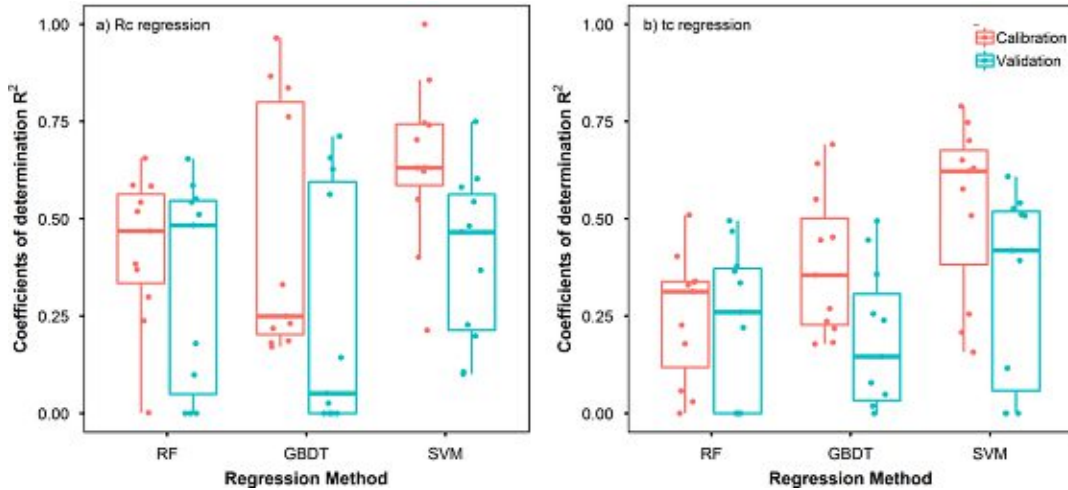 a) Rc regression
Coefficients of determination R²
1.00
0.75
0.50
0.25
0.00
RF GBDT SVM
Regression Method
b) tc regression
Calibration
Validation
Coefficients of determination R²
1.00
0.75
0.50
0.25
0.00
RF GBDT SVM
Regression Method